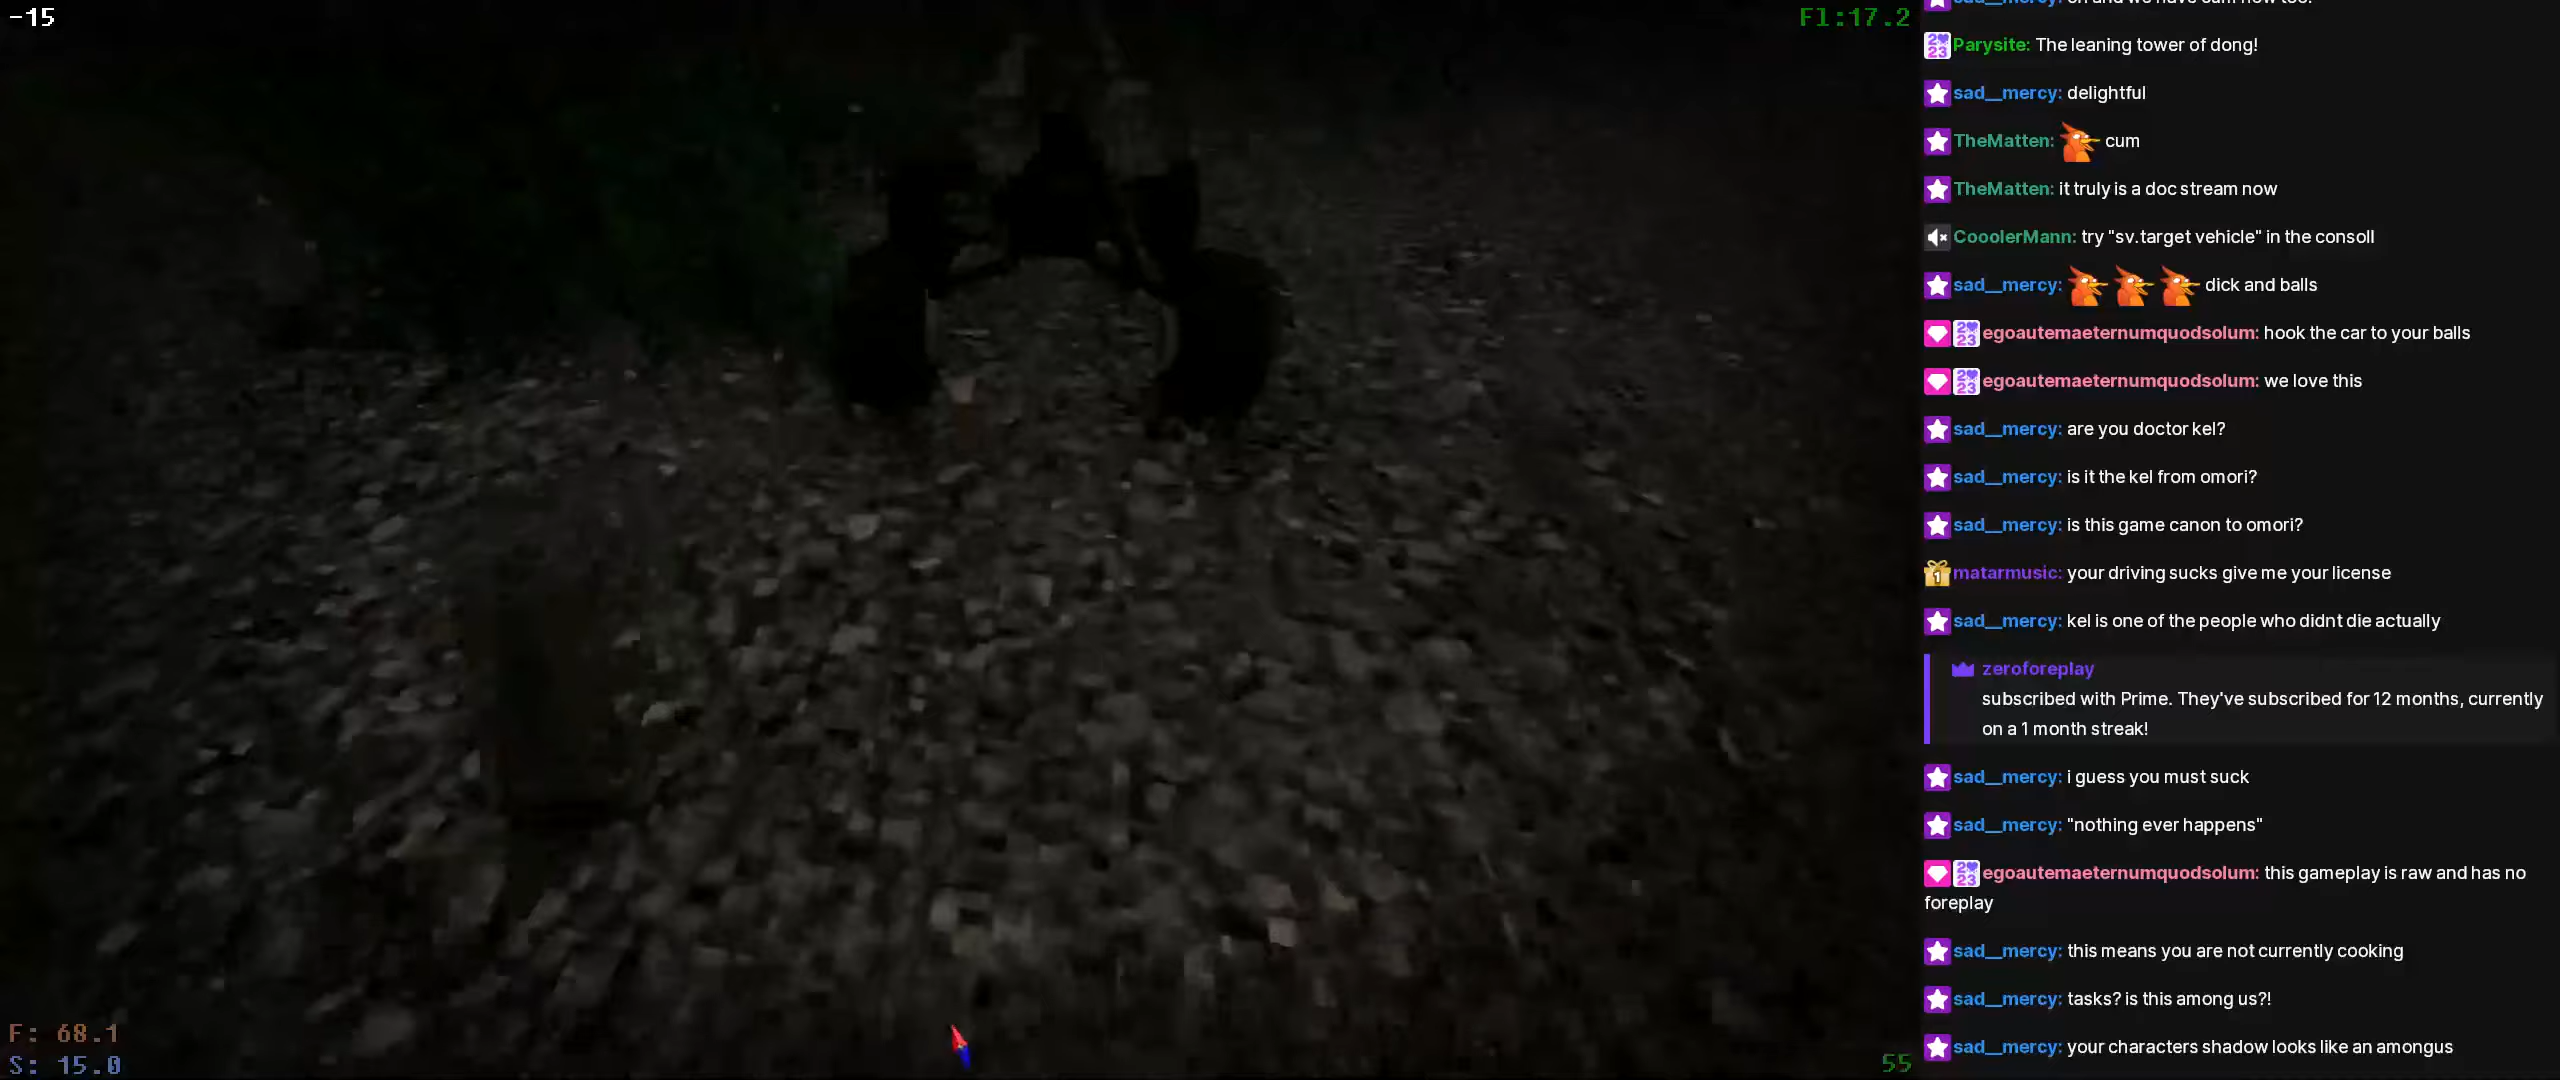 -15
Fl:17.2
F: 68.1
S: 15.0
55
Parysite: The leaning tower of dong!
sad__mercy: delightful
TheMatten: cum
TheMatten: it truly is a doc stream now
CooolerMann: try "sv.target vehicle" in the consoll
sad__mercy: dick and balls
egoautemaeternumquodsolum: hook the car to your balls
egoautemaeternumquodsolum: we love this
sad__mercy: are you doctor kel?
sad__mercy: is it the kel from omori?
sad__mercy: is this game canon to omori?
matarmusic: your driving sucks give me your license
sad__mercy: kel is one of the people who didnt die actually
zeroforeplay
subscribed with Prime. They've subscribed for 12 months, currently
on a 1 month streak!
sad__mercy: i guess you must suck
sad__mercy: "nothing ever happens"
egoautemaeternumquodsolum: this gameplay is raw and has no
foreplay
sad__mercy: this means you are not currently cooking
sad__mercy: tasks? is this among us?!
sad__mercy: your characters shadow looks like an amongus